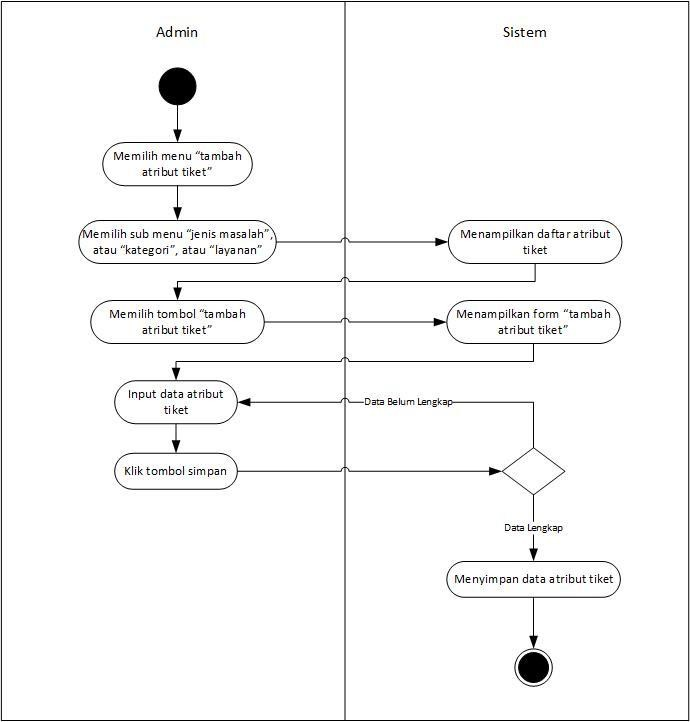 Admin
Sistem
Memilih menu “tambah
atribut tiket”
Memilih sub menu “jenis masalah”,
atau “kategori”, atau “layanan”
Menampilkan daftar atribut
tiket
Memilih tombol “tambah
atribut tiket”
Menampilkan form “tambah
atribut tiket”
Input data atribut
tiket
Data Belum Lengkap
Klik tombol simpan
Data Lengkap
Menyimpan data atribut tiket